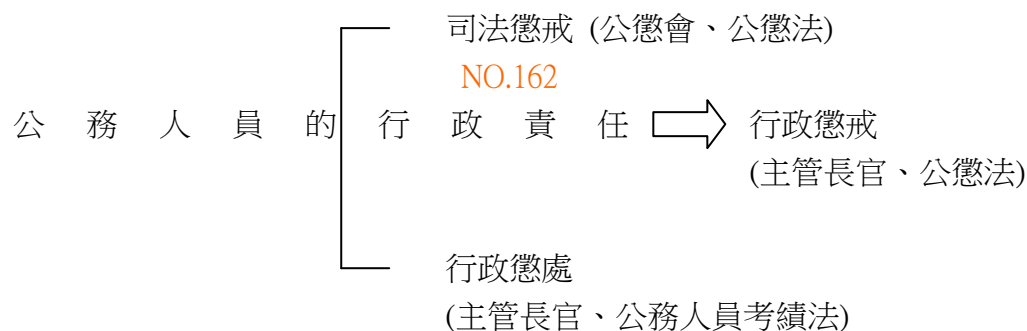 司法懲戒 (公懲會、公懲法)
NO.162
公務人員的行政責任 行政懲戒
(主管長官、公懲法)
行政懲處
(主管長官、公務人員考績法)